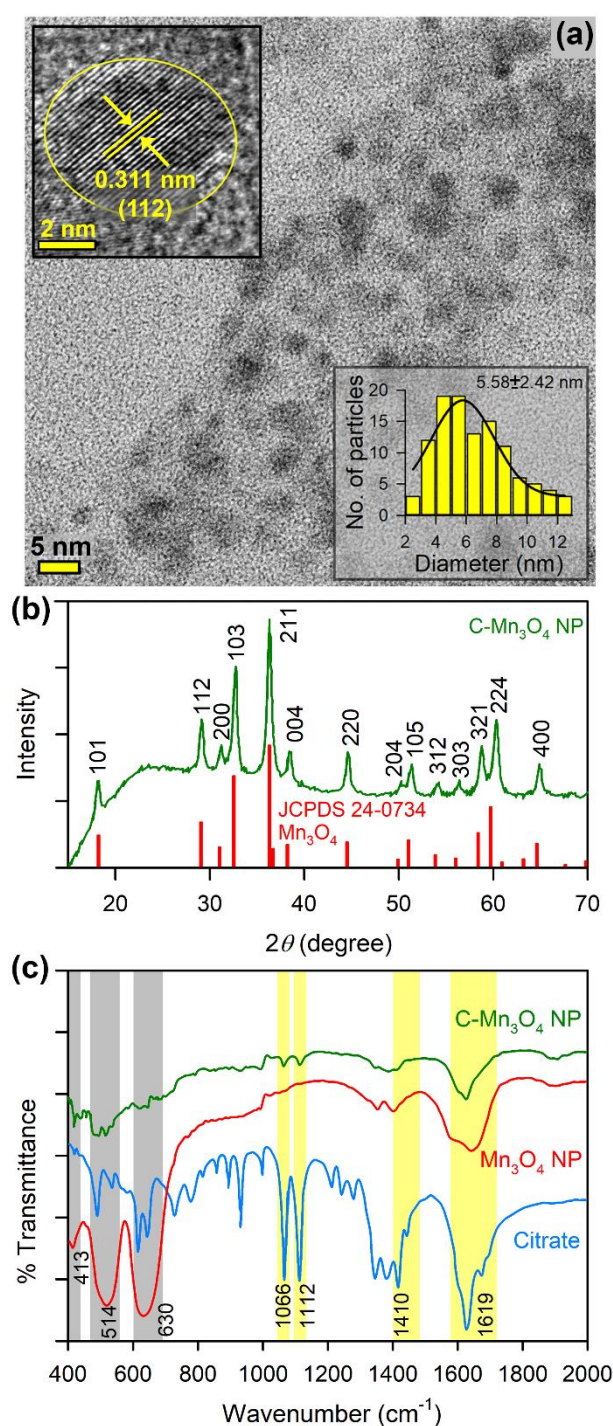 (a)
0.311 nm
(112)
2 nm
5 nm
5.58±2.42 nm
No. of particles
20
15
10
5
0
2 4 6 8 10 12
Diameter (nm)
(b)
C-Mn₃O₄ NP
Intensity
101
112
200
103
211
004
220
204
105
312
303
321
224
400
JCPDS 24-0734
Mn₃O₄
20 30 40 50 60 70
2θ (degree)
(c)
C-Mn₃O₄ NP
Mn₃O₄ NP
Citrate
% Transmittance
413
514
630
1066
1112
1410
1619
400 600 800 1000 1200 1400 1600 1800 2000
Wavenumber (cm⁻¹)